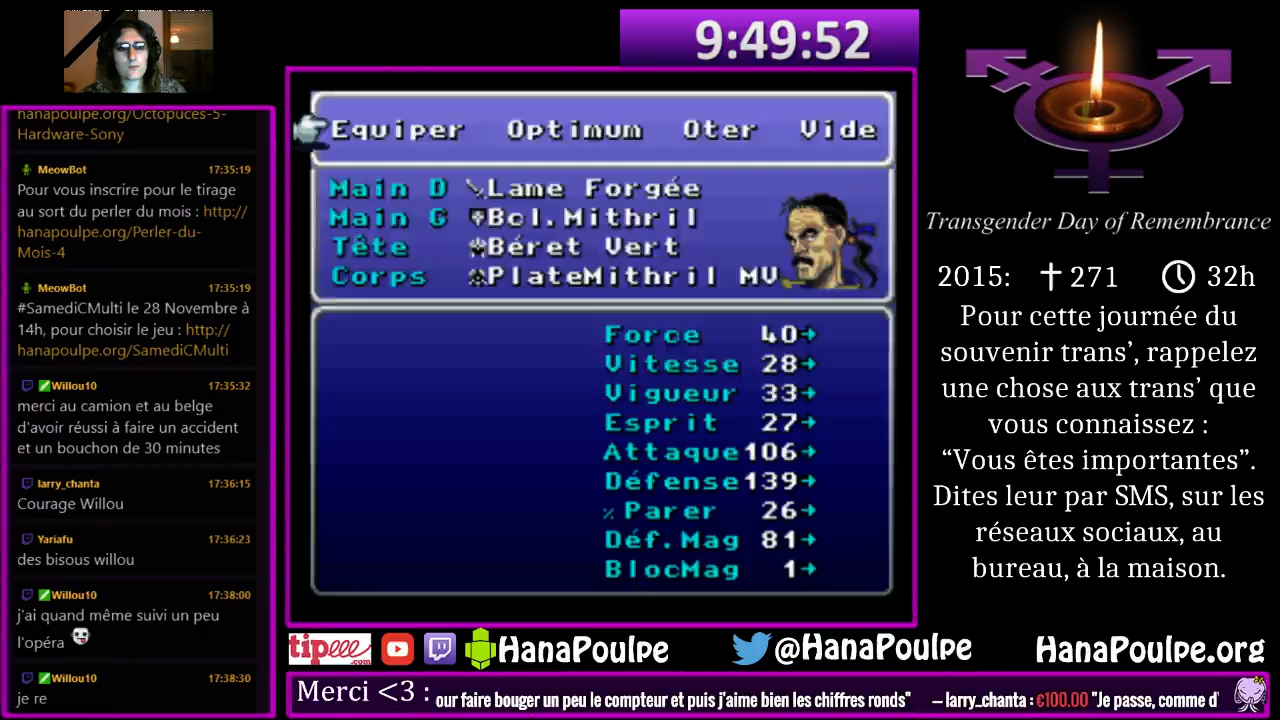 9:49:52
hanapoulpe.org/Octopuces-5-
Hardware-Sony
MeowBot 17:35:19
Pour vous inscrire pour le tirage
au sort du perler du mois : http://
hanapoulpe.org/Perler-du-
Mois-4
MeowBot 17:35:19
#SamediCMulti le 28 Novembre à
14h, pour choisir le jeu : http://
hanapoulpe.org/SamediCMulti
Willou10 17:35:32
merci au camion et au belge
d'avoir réussi à faire un accident
et un bouchon de 30 minutes
larry_chanta 17:36:15
Courage Willou
Yariafu 17:36:23
des bisous willou
Willou10 17:38:00
j'ai quand même suivi un peu
l'opéra
Willou10 17:38:30
je re
Equiper Optimum Oter Vide
Main D Lame Forgée
Main G Bcl.Mithril
Tête Béret Vert
Corps PlateMithril MV
Force 40→
Vitesse 28→
Vigueur 33→
Esprit 27→
Attaque 106→
Défense 139→
% Parer 26→
Déf.Mag 81→
BlocMag 1→
Transgender Day of Remembrance
2015: 271 32h
Pour cette journée du
souvenir trans’, rappelez
une chose aux trans’ que
vous connaissez :
“Vous êtes importantes”.
Dites leur par SMS, sur les
réseaux sociaux, au
bureau, à la maison.
tipeee.com HanaPoulpe @HanaPoulpe HanaPoulpe.org
Merci <3 : our faire bouger un peu le compteur et puis j'aime bien les chiffres ronds" — larry_chanta : €100.00 "Je passe, comme d'